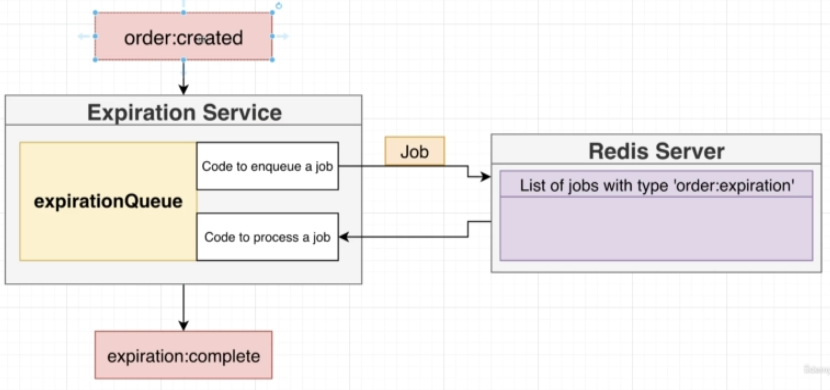 order:created
Expiration Service
Code to enqueue a job
expirationQueue
Code to process a job
Job
Redis Server
List of jobs with type 'order:expiration'
expiration:complete